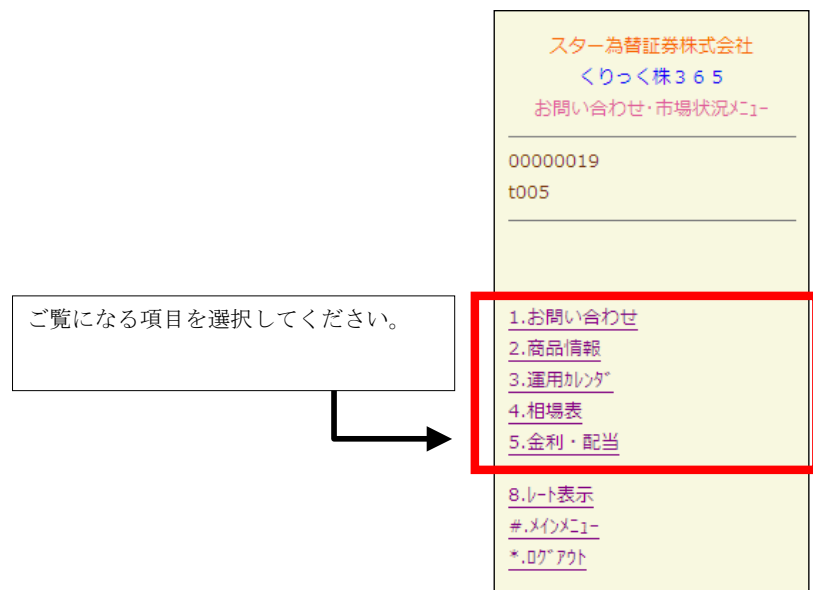 スター為替証券株式会社
くりっく株３６５
お問い合わせ･市場状況ﾒﾆｭｰ
00000019
t005
ご覧になる項目を選択してください。
1.お問い合わせ
2.商品情報
3.運用ｶﾚﾝﾀﾞ
4.相場表
5.金利・配当
8.ﾚｰﾄ表示
#.ﾒｲﾝﾒﾆｭｰ
*.ﾛｸﾞｱｳﾄ